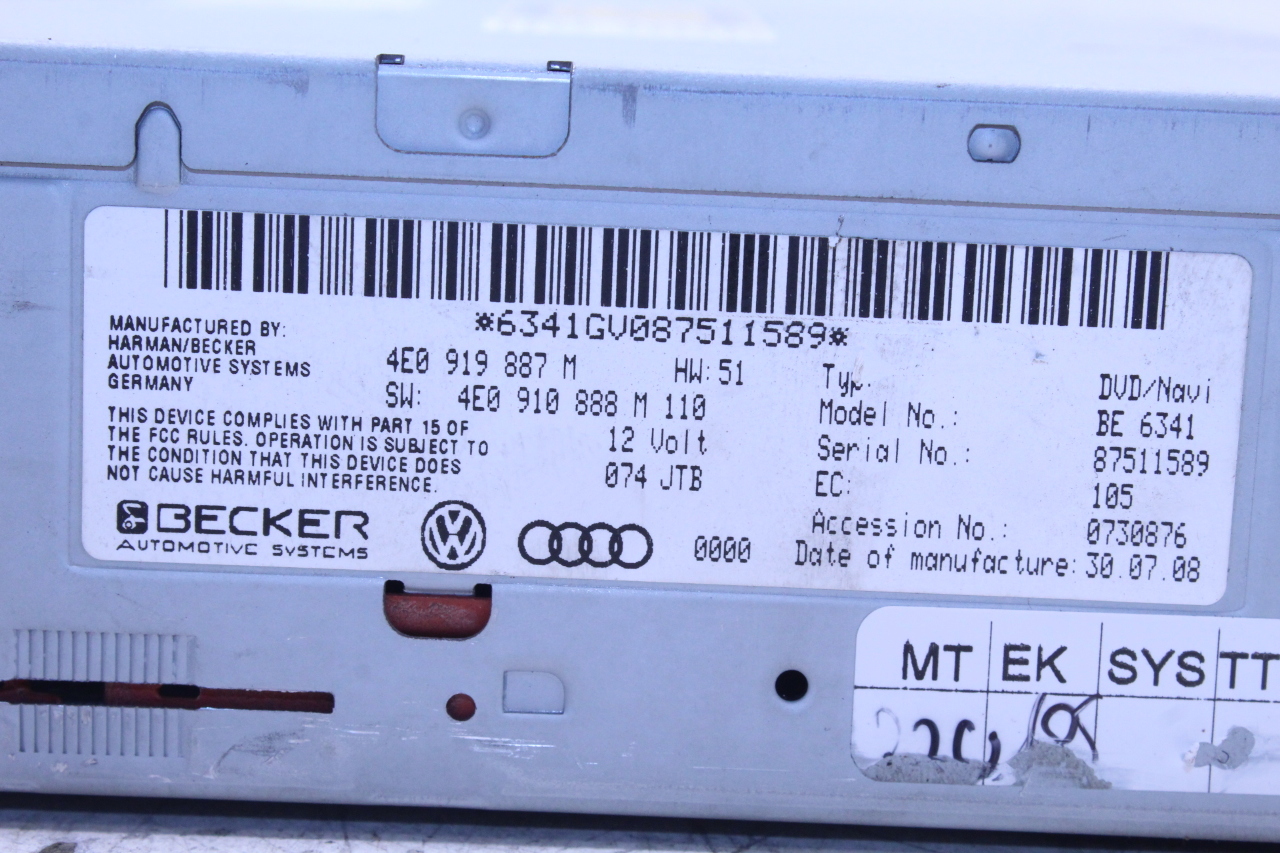 *6341GV087511589*
MANUFACTURED BY:
HARMAN/BECKER
AUTOMOTIVE SYSTEMS
GERMANY
4E0 919 887 M HW: 51
SW: 4E0 910 888 M 110
12 Volt
074 JTB
THIS DEVICE COMPLIES WITH PART 15 OF
THE FCC RULES. OPERATION IS SUBJECT TO
THE CONDITION THAT THIS DEVICE DOES
NOT CAUSE HARMFUL INTERFERENCE.
Typ. DVD/Navi
Model No.: BE 6341
Serial No.: 87511589
EC: 105
Accession No.: 0730876
Date of manufacture: 30.07.08
BECKER
AUTOMOTIVE SYSTEMS
0000
MT EK SYS TT